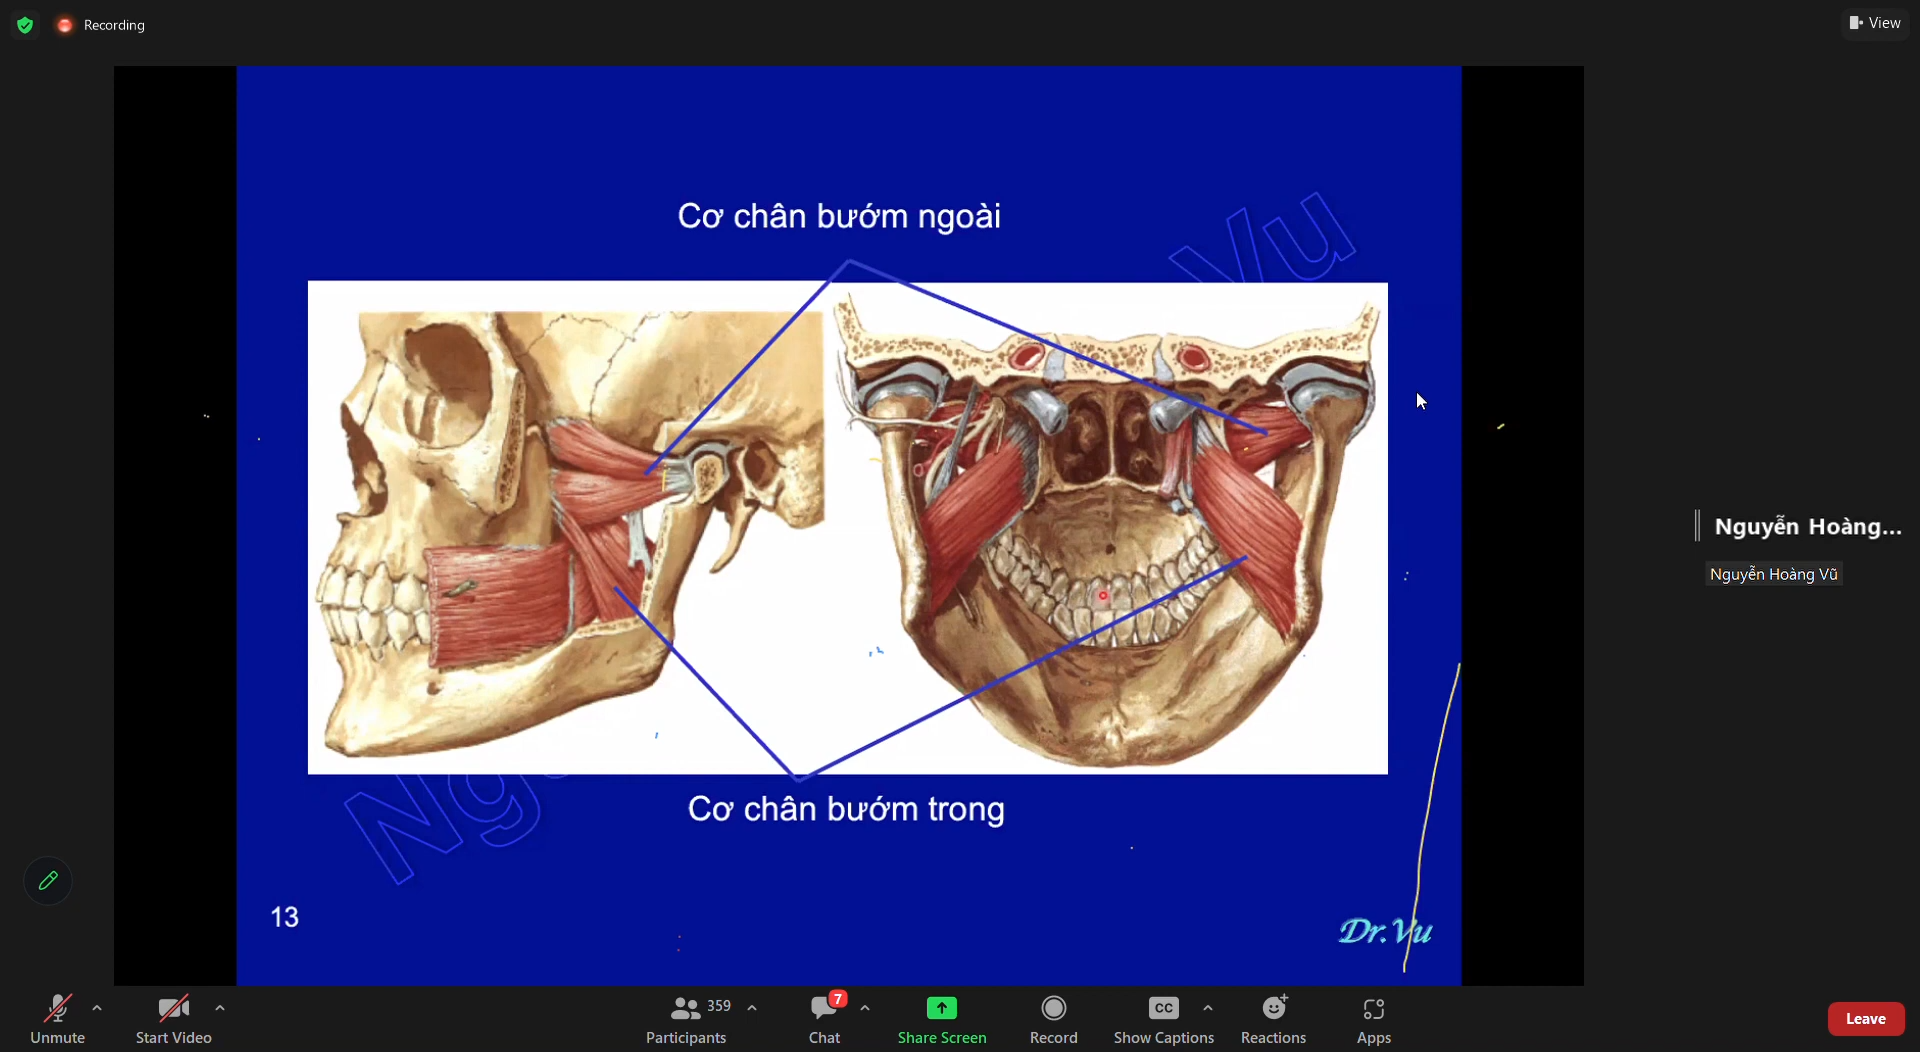 Recording
View
Cơ chân bướm ngoài
Vu
Nguyễn Hoàng...
Nguyễn Hoàng Vũ
Ng
Cơ chân bướm trong
13
Dr.Vu
359
7
CC
Unmute
Start Video
Participants
Chat
Share Screen
Record
Show Captions
Reactions
Apps
Leave